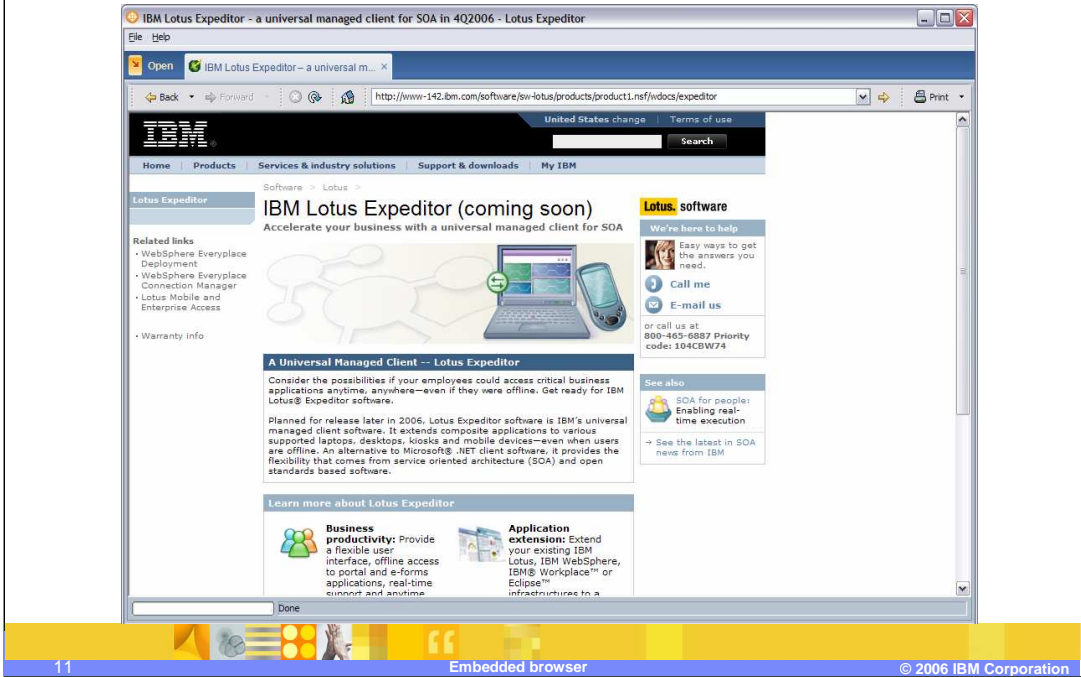 IBM Lotus Expeditor - a universal managed client for SOA in 4Q2006 - Lotus Expeditor
File Help
Open
IBM Lotus Expeditor – a universal m... ×
Back
Forward
http://www-142.ibm.com/software/sw-lotus/products/product1.nsf/wdocs/expeditor
Print
United States change | Terms of use
IBM
Search
Home | Products | Services & industry solutions | Support & downloads | My IBM
Lotus Expeditor
Related links
· WebSphere Everyplace
Deployment
· WebSphere Everyplace
Connection Manager
· Lotus Mobile and
Enterprise Access
· Warranty info
Software > Lotus >
IBM Lotus Expeditor (coming soon)
Accelerate your business with a universal managed client for SOA
A Universal Managed Client -- Lotus Expeditor
Consider the possibilities if your employees could access critical business
applications anytime, anywhere—even if they were offline. Get ready for IBM
Lotus® Expeditor software.
Planned for release later in 2006, Lotus Expeditor software is IBM's universal
managed client software. It extends composite applications to various
supported laptops, desktops, kiosks and mobile devices—even when users
are offline. An alternative to Microsoft® .NET client software, it provides the
flexibility that comes from service oriented architecture (SOA) and open
standards based software.
Learn more about Lotus Expeditor
Business
productivity: Provide
a flexible user
interface, offline access
to portal and e-forms
applications, real-time
support and anytime
Application
extension: Extend
your existing IBM
Lotus, IBM WebSphere,
IBM® Workplace™ or
Eclipse™
infrastructures to a
Lotus. software
We're here to help
Easy ways to get
the answers you
need.
Call me
E-mail us
or call us at
800-465-6887 Priority
code: 104CBW74
See also
SOA for people:
Enabling real-
time execution
→ See the latest in SOA
news from IBM
Done
11
Embedded browser
© 2006 IBM Corporation